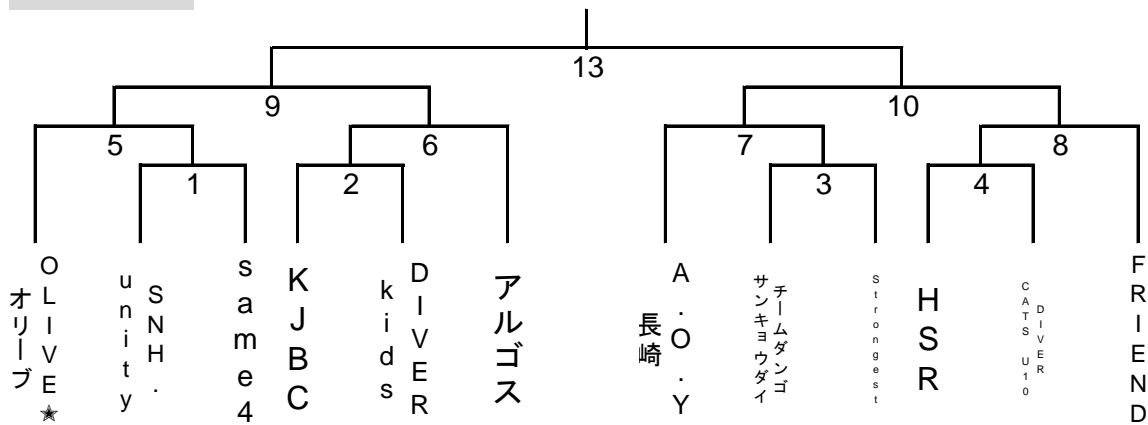 13
9
10
5
6
7
8
1
2
3
4
OLIVE★
オリーブ
SNH.
unity
same4
KJBC
DIVER
kids
アルゴス
A.O.Y
長崎
チームダンゴ
サンキョウダイ
Strongest
HSR
DIVER
CATS U10
FRIEND